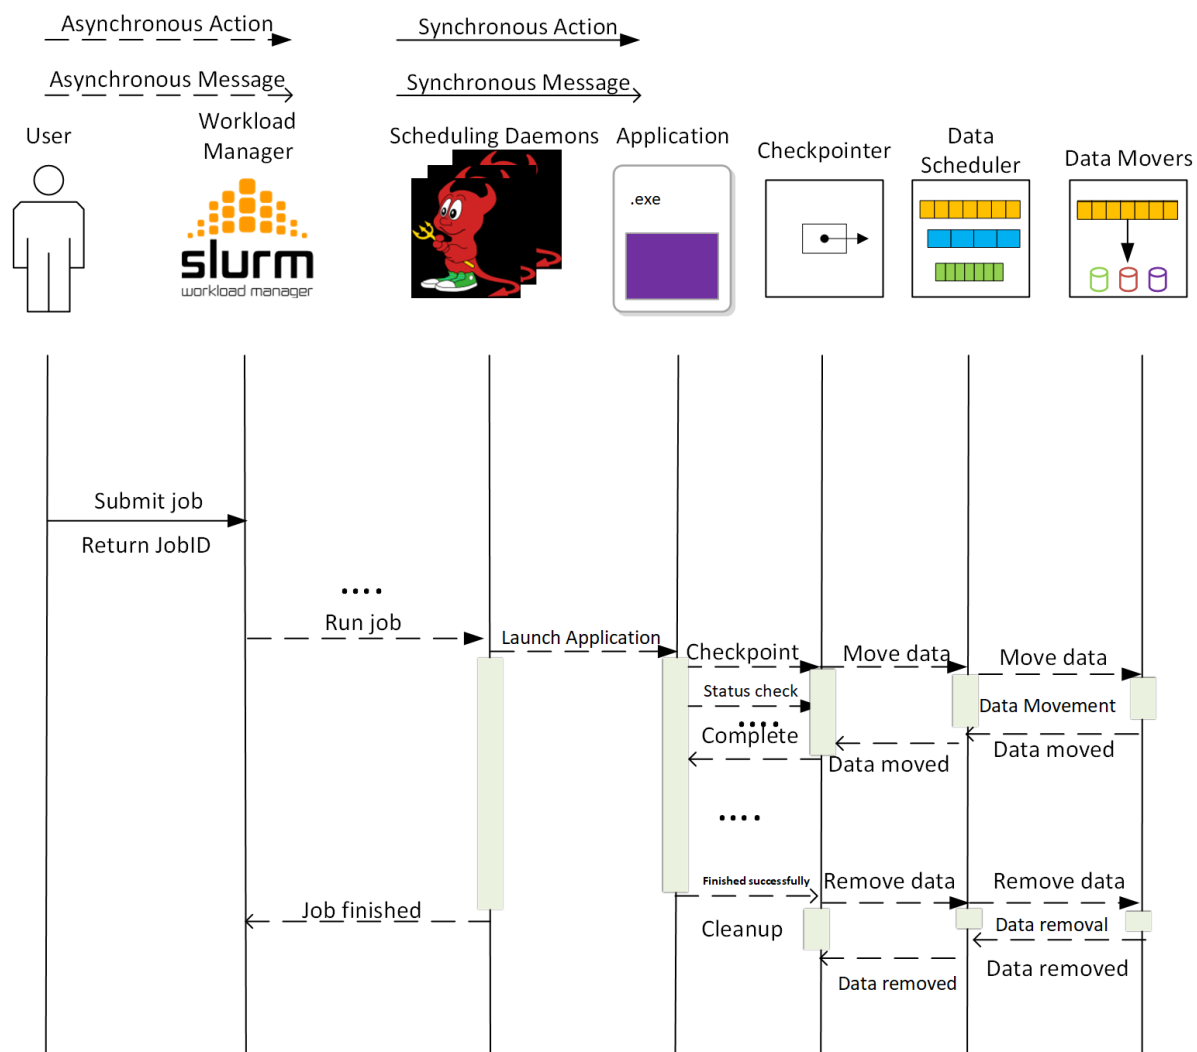 Asynchronous Action
Synchronous Action
Asynchronous Message
Synchronous Message
User
Workload
Manager
Scheduling Daemons
Application
Checkpointer
Data
Scheduler
Data Movers
.exe
slurm
workload manager
Submit job
Return JobID
....
Run job
Launch Application
Checkpoint
Move data
Move data
Status check
Data Movement
....
Complete
Data moved
Data moved
....
Finished successfully
Remove data
Remove data
Job finished
Cleanup
Data removal
Data removed
Data removed